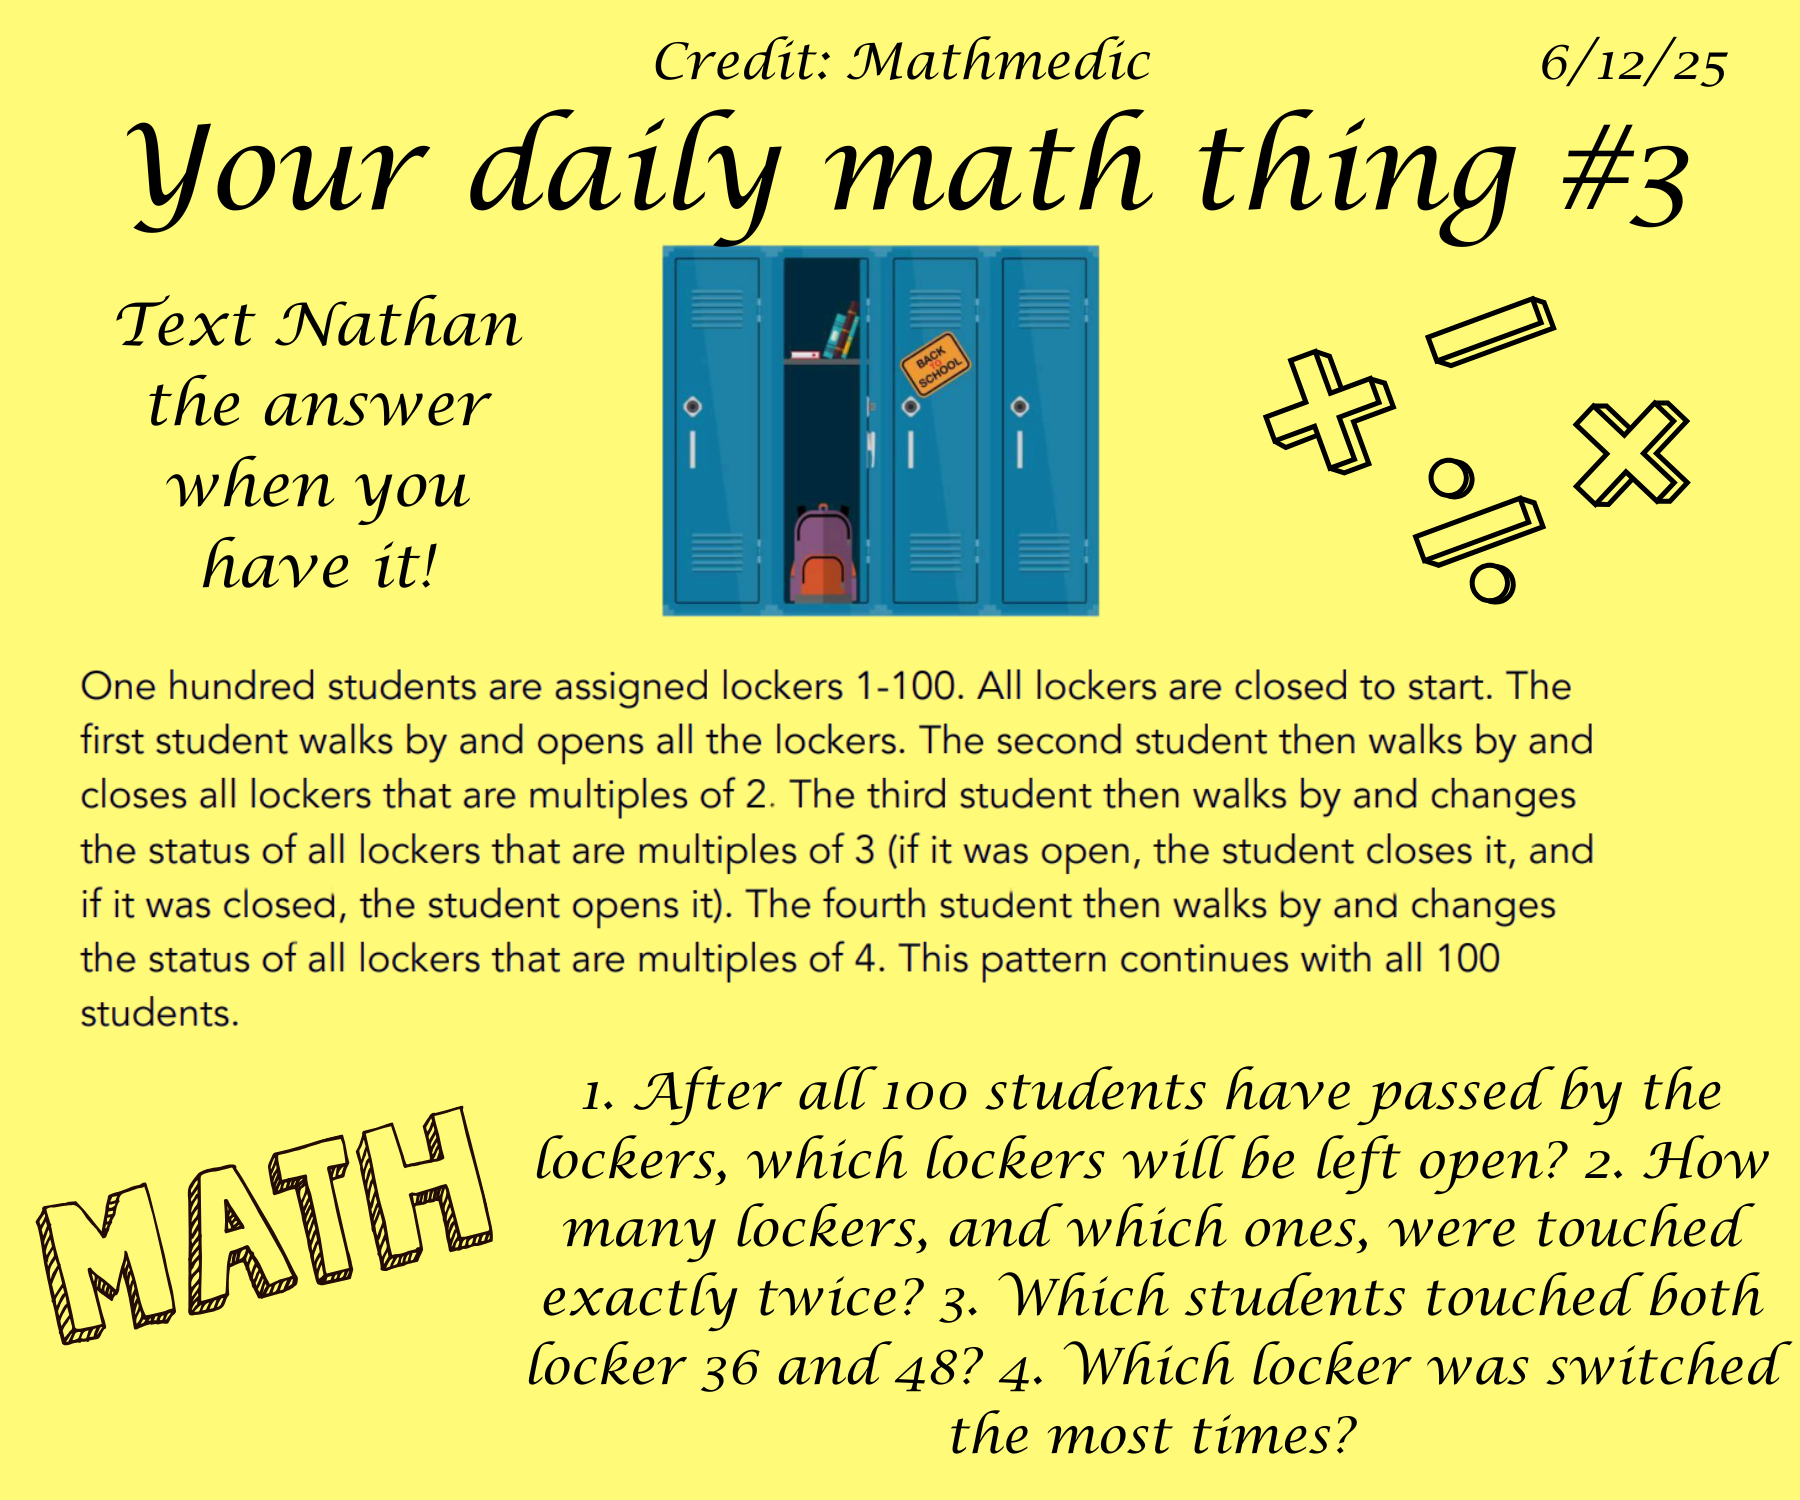 Credit: Mathmedic
6/12/25
Your daily math thing #3
Text Nathan
the answer
when you
have it!
BACK
TO
SCHOOL
One hundred students are assigned lockers 1-100. All lockers are closed to start. The
first student walks by and opens all the lockers. The second student then walks by and
closes all lockers that are multiples of 2. The third student then walks by and changes
the status of all lockers that are multiples of 3 (if it was open, the student closes it, and
if it was closed, the student opens it). The fourth student then walks by and changes
the status of all lockers that are multiples of 4. This pattern continues with all 100
students.
MATH
1. After all 100 students have passed by the
lockers, which lockers will be left open? 2. How
many lockers, and which ones, were touched
exactly twice? 3. Which students touched both
locker 36 and 48? 4. Which locker was switched
the most times?